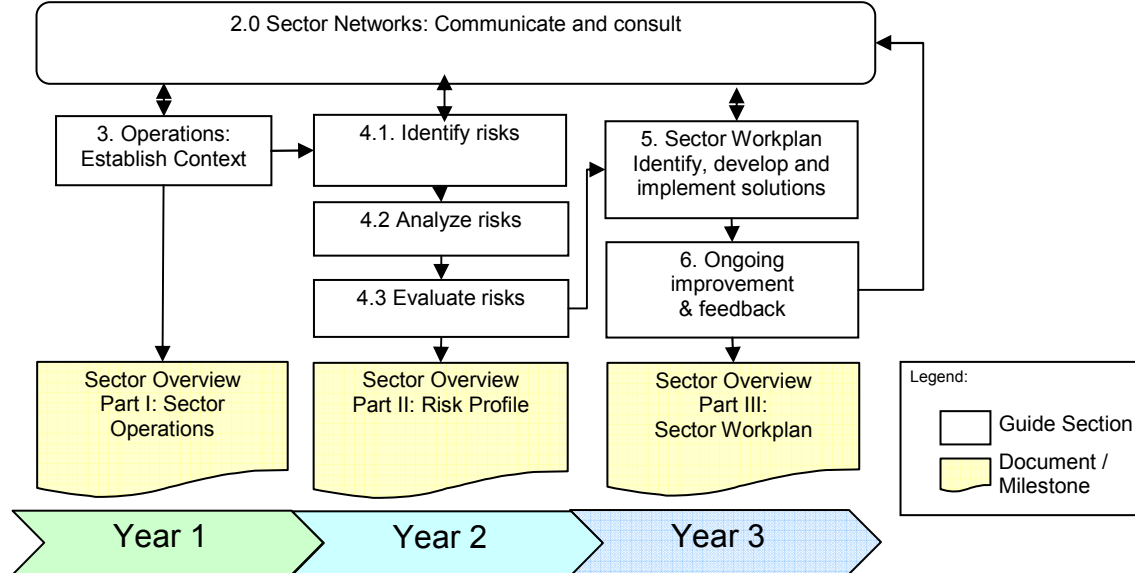 2.0 Sector Networks: Communicate and consult
3. Operations:
Establish Context
4.1. Identify risks
4.2 Analyze risks
4.3 Evaluate risks
5. Sector Workplan
Identify, develop and
implement solutions
6. Ongoing
improvement
& feedback
Sector Overview
Part I: Sector
Operations
Sector Overview
Part II: Risk Profile
Sector Overview
Part III:
Sector Workplan
Legend:
Guide Section
Document /
Milestone
Year 1
Year 2
Year 3